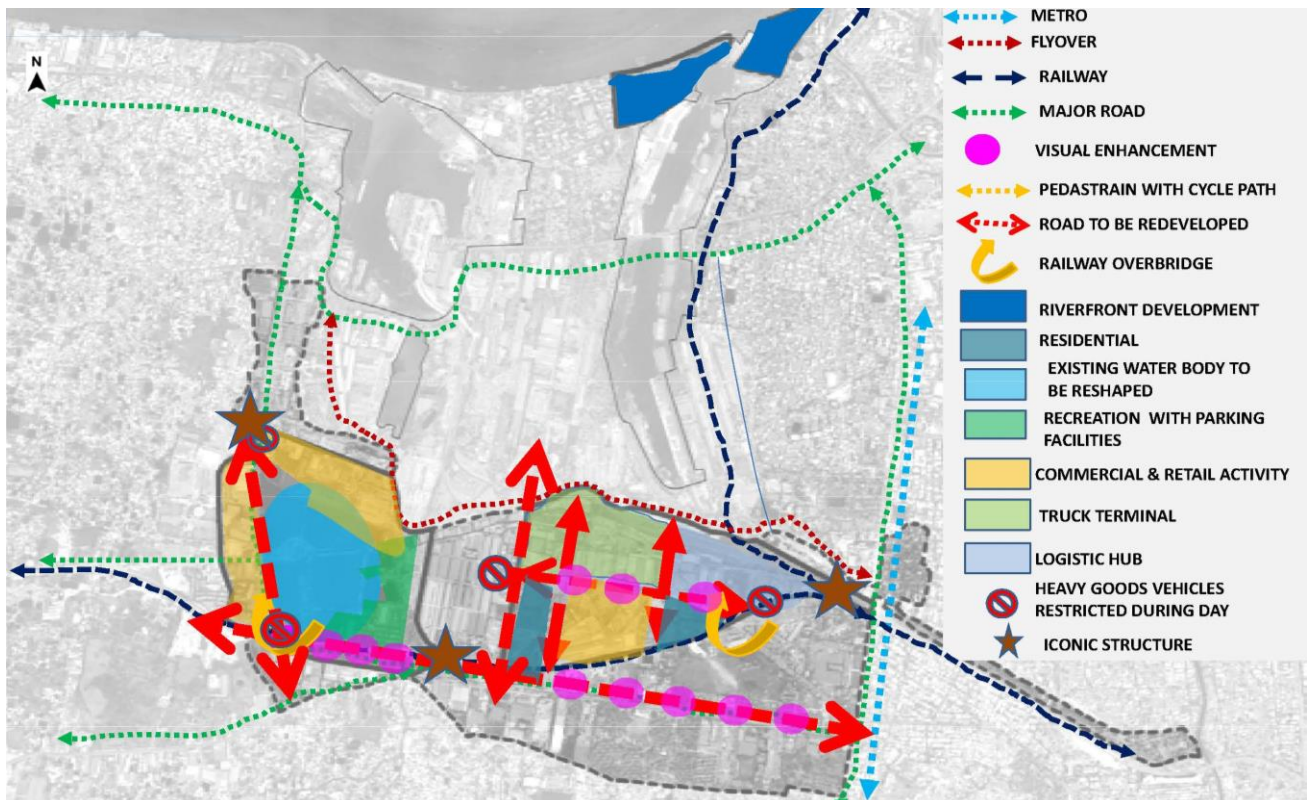 N
METRO
FLYOVER
RAILWAY
MAJOR ROAD
VISUAL ENHANCEMENT
PEDASTRAIN WITH CYCLE PATH
ROAD TO BE REDEVELOPED
RAILWAY OVERBRIDGE
RIVERFRONT DEVELOPMENT
RESIDENTIAL
EXISTING WATER BODY TO
BE RESHAPED
RECREATION WITH PARKING
FACILITIES
COMMERCIAL & RETAIL ACTIVITY
TRUCK TERMINAL
LOGISTIC HUB
HEAVY GOODS VEHICLES
RESTRICTED DURING DAY
ICONIC STRUCTURE